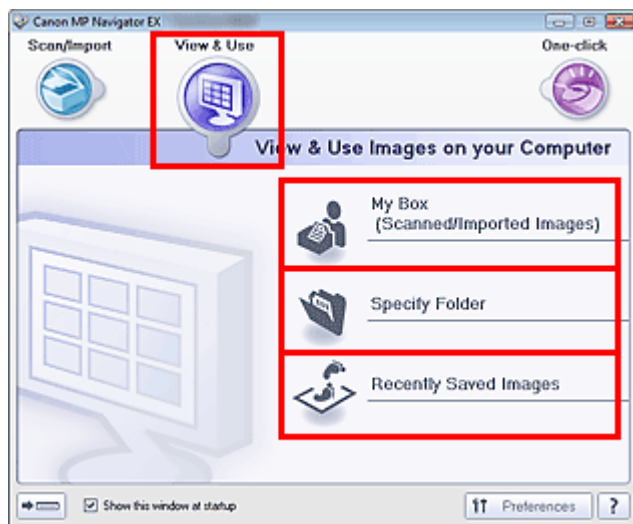 Canon MP Navigator EX
Scan/Import
View & Use
One-click
View & Use Images on your Computer
My Box
(Scanned/Imported Images)
Specify Folder
Recently Saved Images
Show this window at startup
Preferences
?